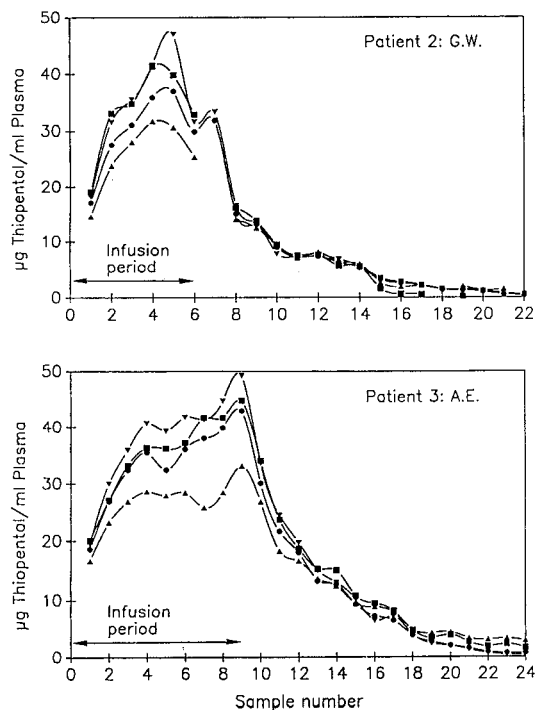 50
Patient 2: G.W.
40
30
20
10
0
µg Thiopental/ml Plasma
Infusion
period
0 2 4 6 8 10 12 14 16 18 20 22
50
Patient 3: A.E.
40
30
20
10
0
µg Thiopental/ml Plasma
Infusion
period
0 2 4 6 8 10 12 14 16 18 20 22 24
Sample number